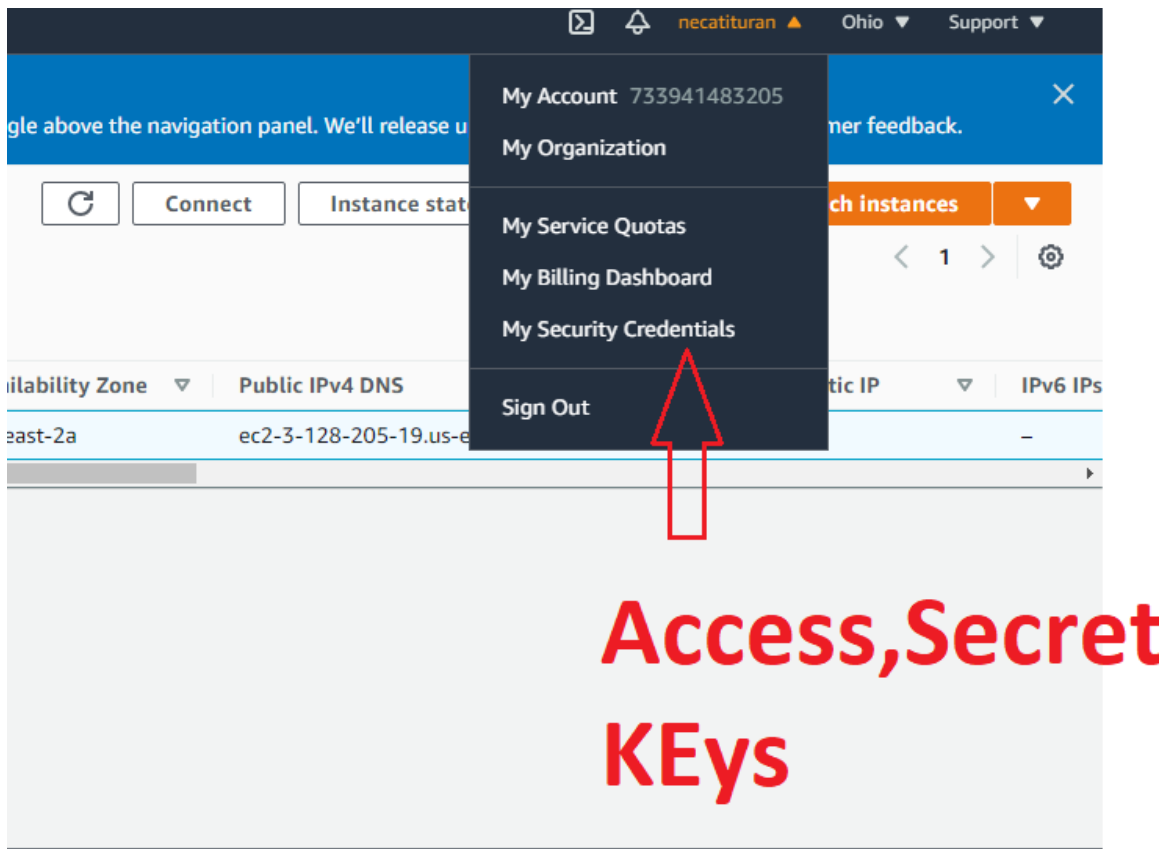 necatituran Ohio Support
My Account 733941483205
gle above the navigation panel. We'll release u
mer feedback.
My Organization
Connect Instance stat
ch instances
My Service Quotas
1
My Billing Dashboard
My Security Credentials
ilability Zone Public IPv4 DNS
tic IP IPv6 IPs
Sign Out
east-2a ec2-3-128-205-19.us-e
–
Access,Secret
KEys